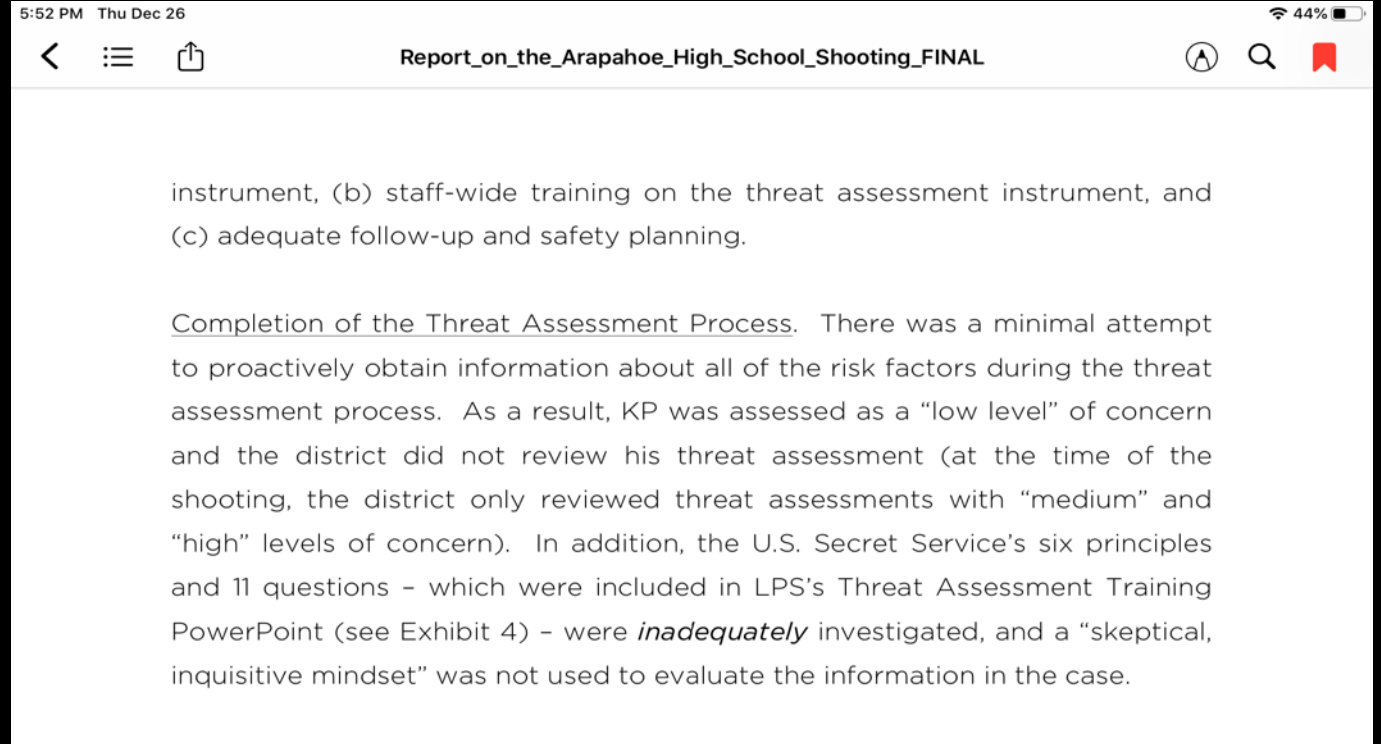 5:52 PM Thu Dec 26
44%
Report_on_the_Arapahoe_High_School_Shooting_FINAL
instrument, (b) staff-wide training on the threat assessment instrument, and
(c) adequate follow-up and safety planning.
Completion of the Threat Assessment Process. There was a minimal attempt
to proactively obtain information about all of the risk factors during the threat
assessment process. As a result, KP was assessed as a “low level” of concern
and the district did not review his threat assessment (at the time of the
shooting, the district only reviewed threat assessments with “medium” and
“high” levels of concern). In addition, the U.S. Secret Service’s six principles
and 11 questions – which were included in LPS’s Threat Assessment Training
PowerPoint (see Exhibit 4) – were inadequately investigated, and a “skeptical,
inquisitive mindset” was not used to evaluate the information in the case.